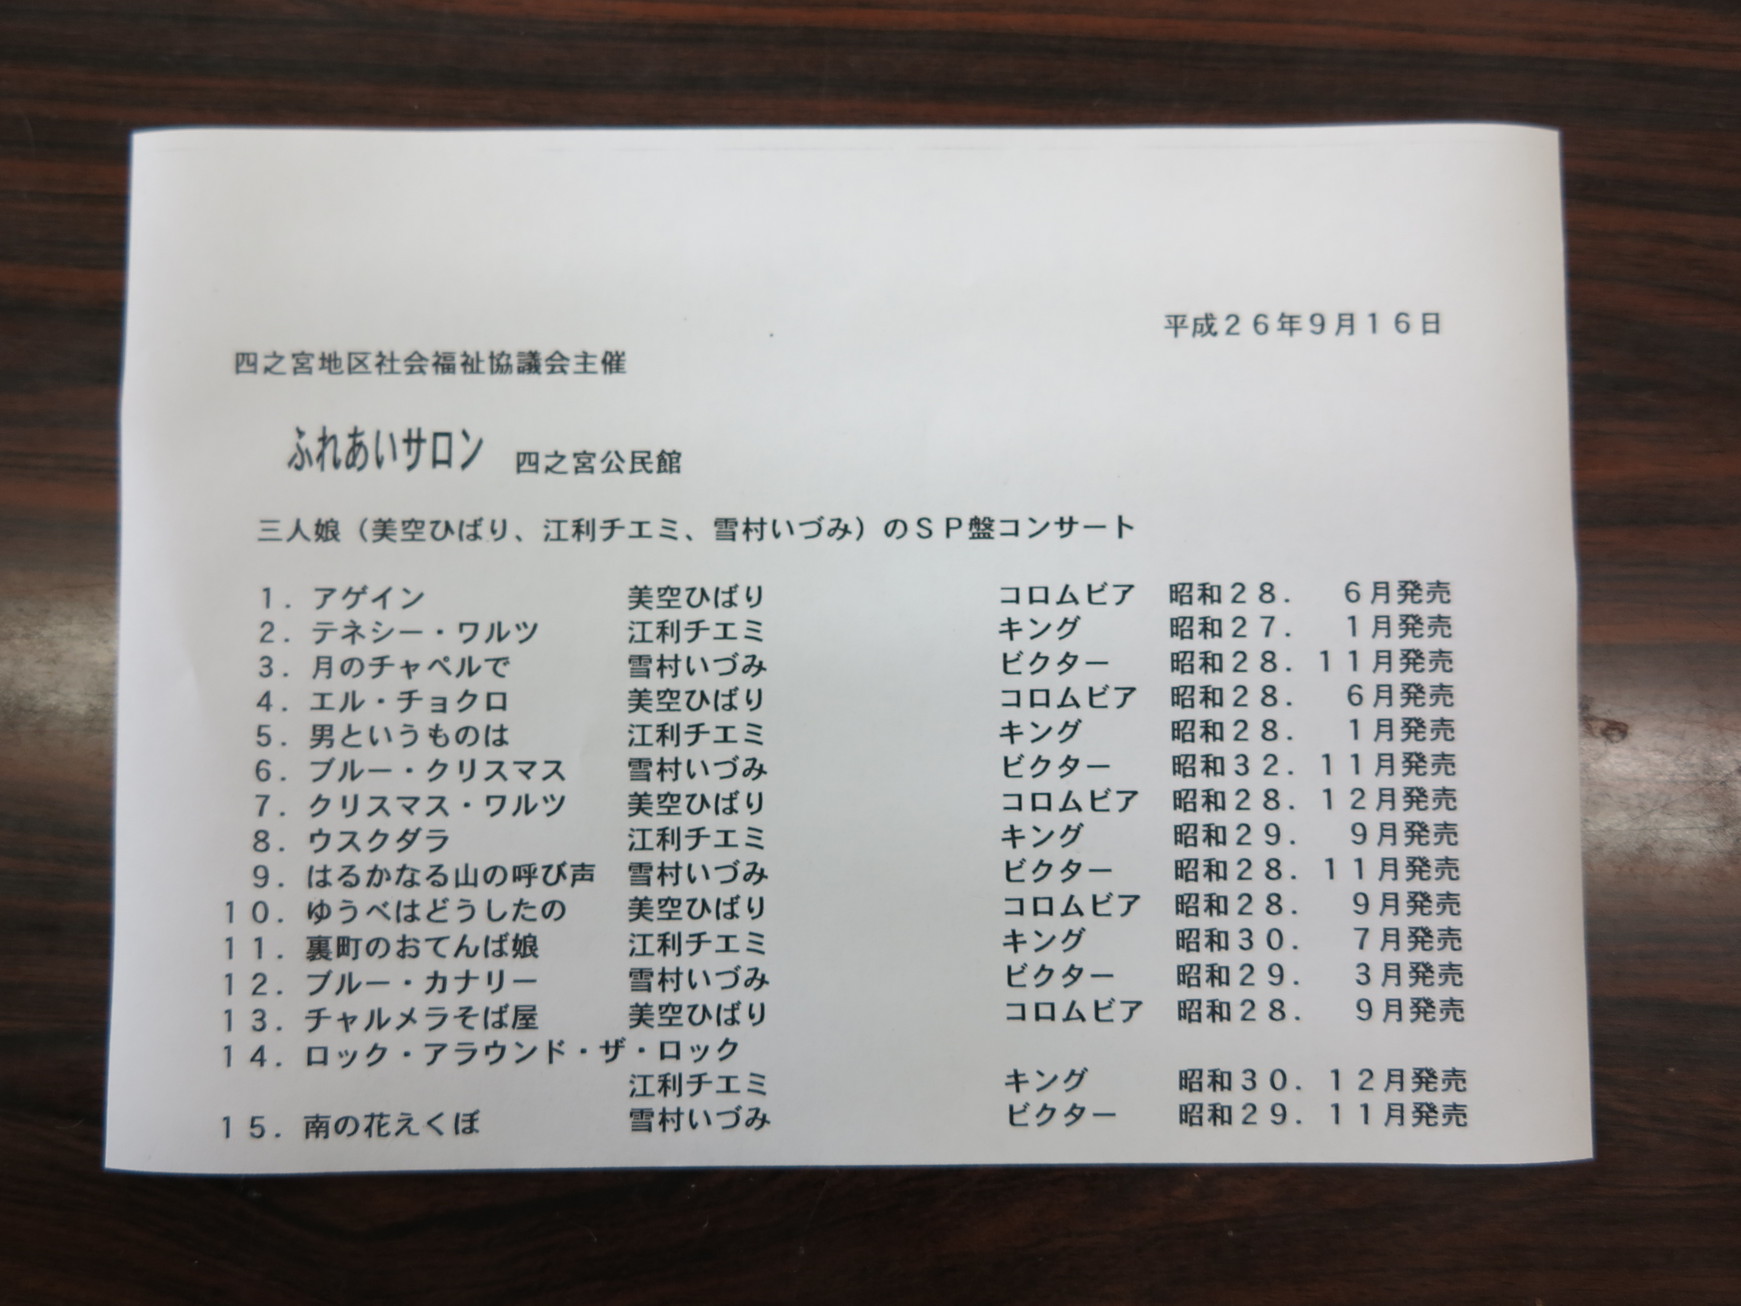 平成２６年９月１６日
四之宮地区社会福祉協議会主催
ふれあいサロン 四之宮公民館
三人娘（美空ひばり、江利チエミ、雪村いづみ）のＳＰ盤コンサート
１．アゲイン 美空ひばり コロムビア 昭和２８． ６月発売
２．テネシー・ワルツ 江利チエミ キング 昭和２７． １月発売
３．月のチャペルで 雪村いづみ ビクター 昭和２８．１１月発売
４．エル・チョクロ 美空ひばり コロムビア 昭和２８． ６月発売
５．男というものは 江利チエミ キング 昭和２８． １月発売
６．ブルー・クリスマス 雪村いづみ ビクター 昭和３２．１１月発売
７．クリスマス・ワルツ 美空ひばり コロムビア 昭和２８．１２月発売
８．ウスクダラ 江利チエミ キング 昭和２９． ９月発売
９．はるかなる山の呼び声 雪村いづみ ビクター 昭和２８．１１月発売
１０．ゆうべはどうしたの 美空ひばり コロムビア 昭和２８． ９月発売
１１．裏町のおてんば娘 江利チエミ キング 昭和３０． ７月発売
１２．ブルー・カナリー 雪村いづみ ビクター 昭和２９． ３月発売
１３．チャルメラそば屋 美空ひばり コロムビア 昭和２８． ９月発売
１４．ロック・アラウンド・ザ・ロック
江利チエミ キング 昭和３０．１２月発売
１５．南の花えくぼ 雪村いづみ ビクター 昭和２９．１１月発売